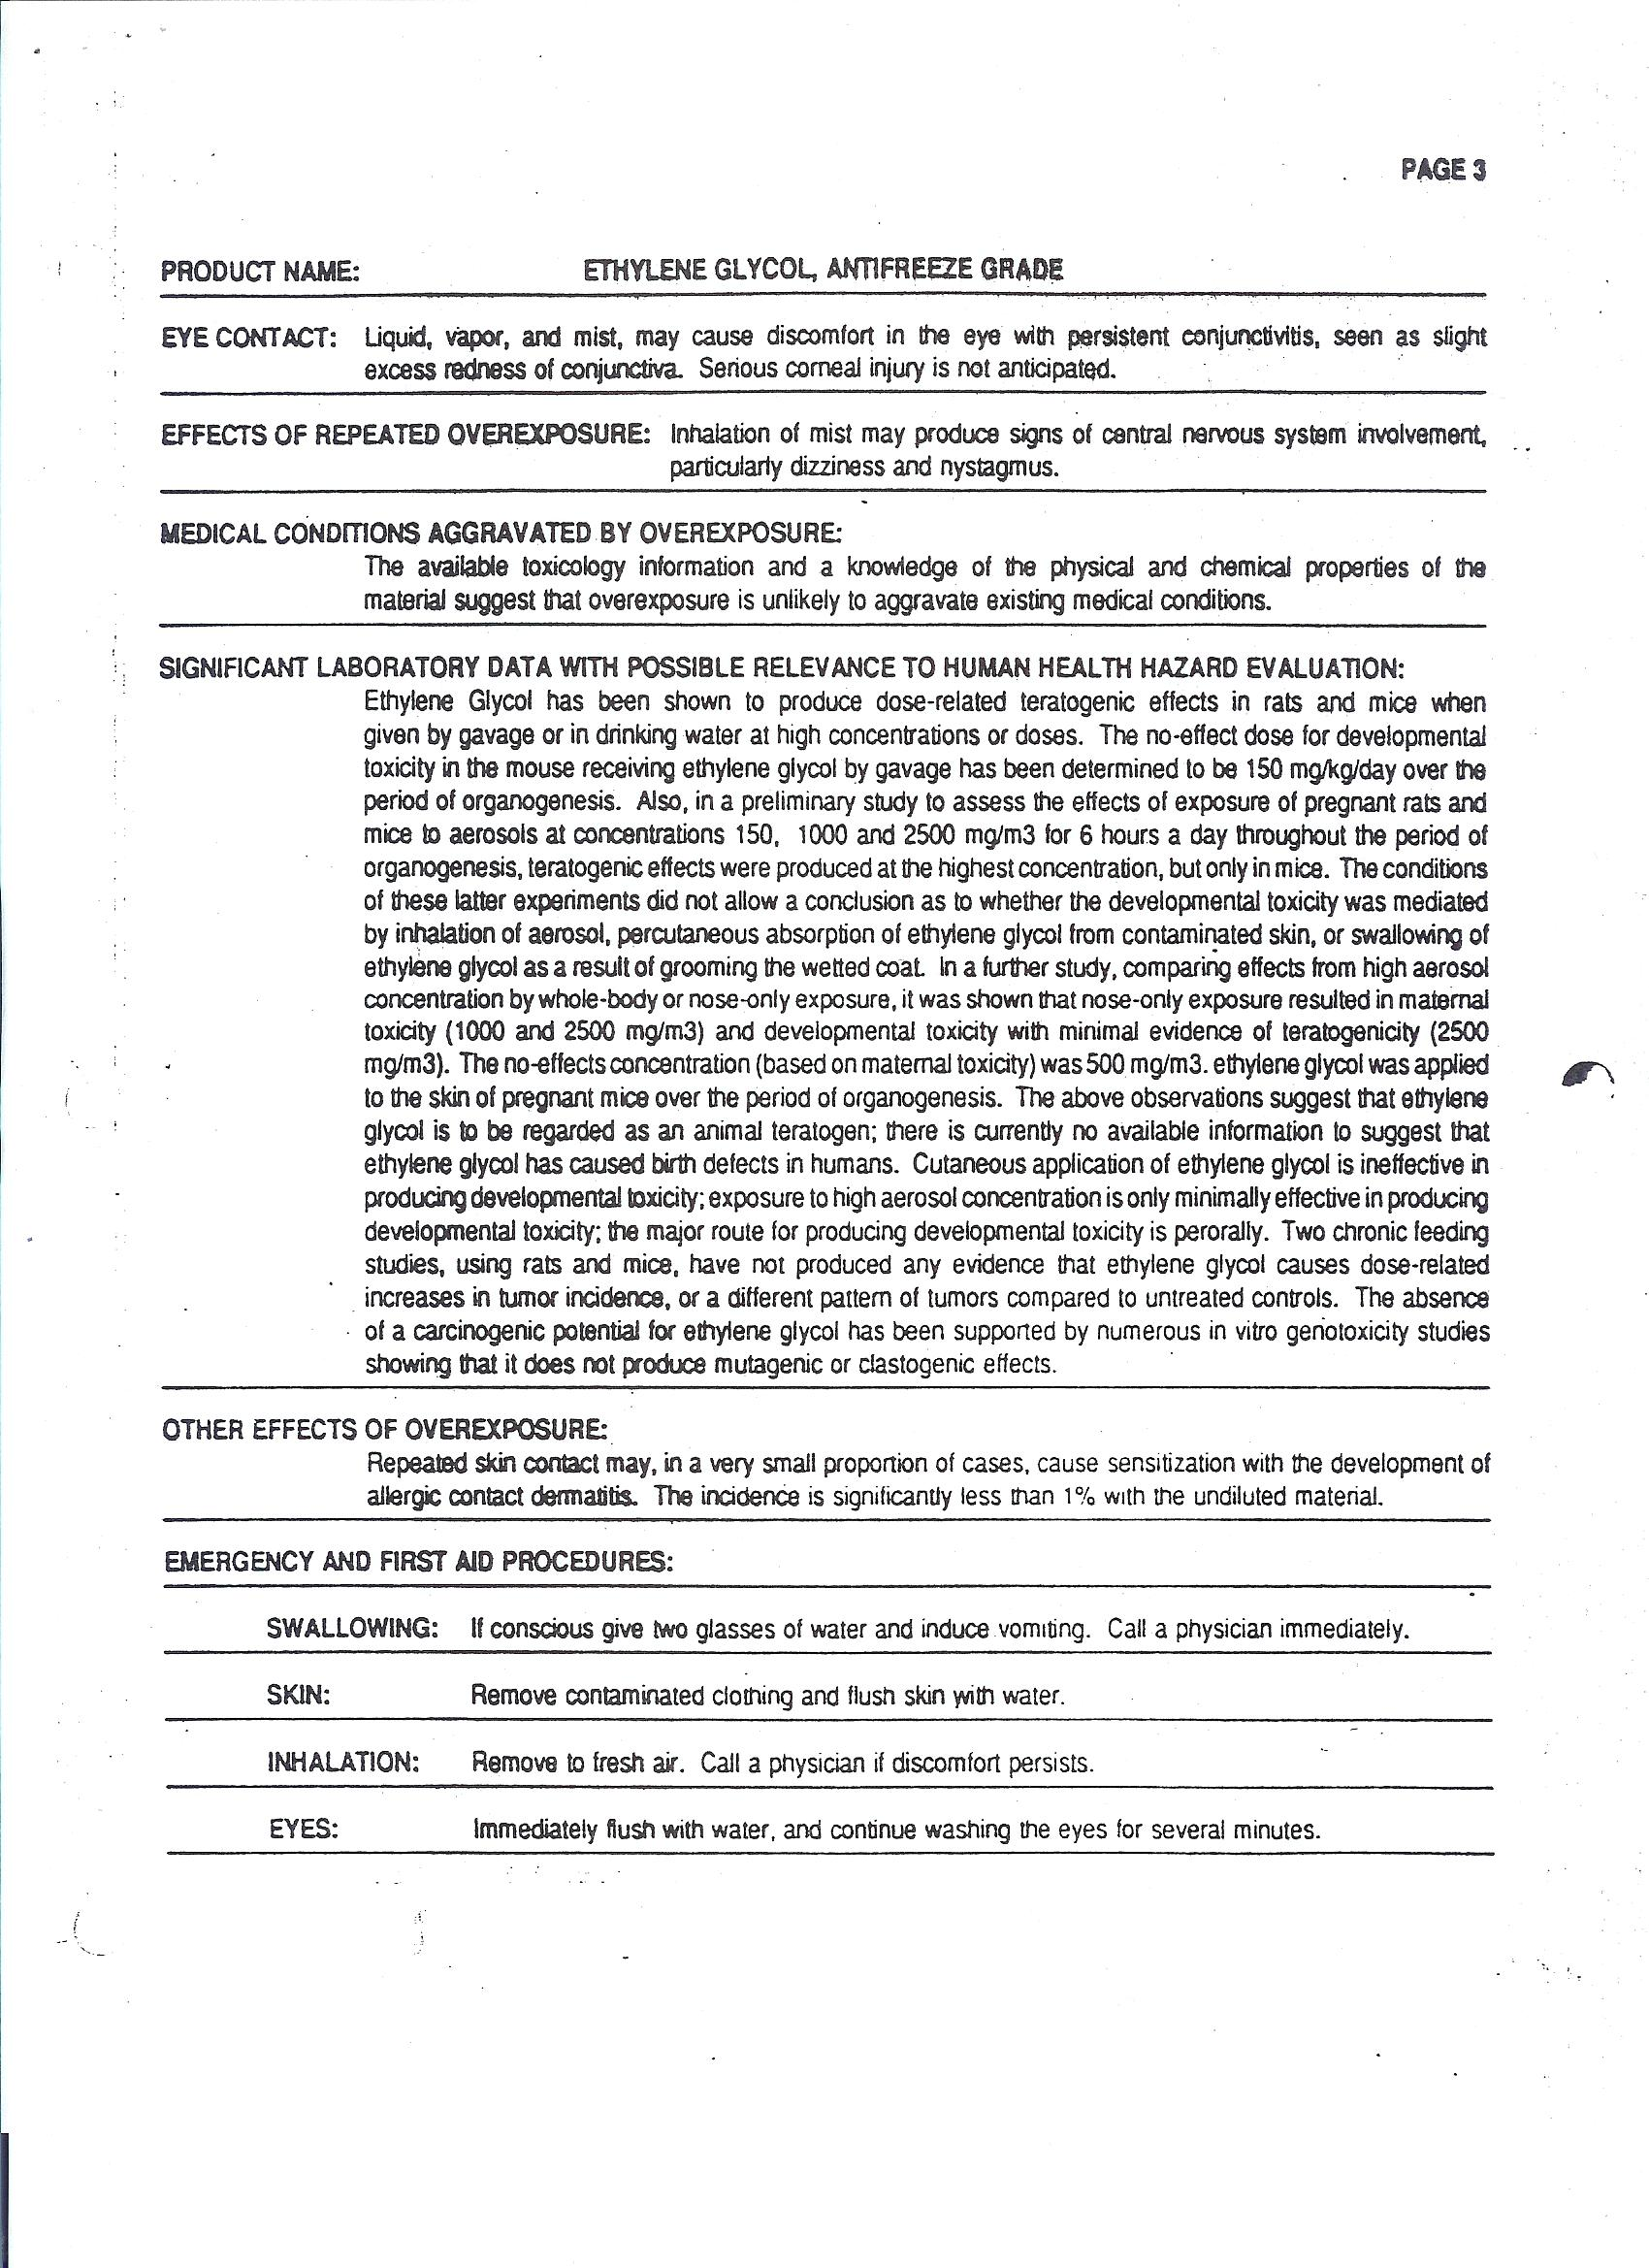 PAGE 3
PRODUCT NAME: ETHYLENE GLYCOL, ANTIFREEZE GRADE
EYE CONTACT: Liquid, vapor, and mist, may cause discomfort in the eye with persistent conjunctivitis, seen as slight
excess redness of conjunctiva. Serious corneal injury is not anticipated.
EFFECTS OF REPEATED OVEREXPOSURE: Inhalation of mist may produce signs of central nervous system involvement,
particularly dizziness and nystagmus.
MEDICAL CONDITIONS AGGRAVATED BY OVEREXPOSURE:
The available toxicology information and a knowledge of the physical and chemical properties of the
material suggest that overexposure is unlikely to aggravate existing medical conditions.
SIGNIFICANT LABORATORY DATA WITH POSSIBLE RELEVANCE TO HUMAN HEALTH HAZARD EVALUATION:
Ethylene Glycol has been shown to produce dose-related teratogenic effects in rats and mice when
given by gavage or in drinking water at high concentrations or doses. The no-effect dose for developmental
toxicity in the mouse receiving ethylene glycol by gavage has been determined to be 150 mg/kg/day over the
period of organogenesis. Also, in a preliminary study to assess the effects of exposure of pregnant rats and
mice to aerosols at concentrations 150, 1000 and 2500 mg/m3 for 6 hours a day throughout the period of
organogenesis, teratogenic effects were produced at the highest concentration, but only in mice. The conditions
of these latter experiments did not allow a conclusion as to whether the developmental toxicity was mediated
by inhalation of aerosol, percutaneous absorption of ethylene glycol from contaminated skin, or swallowing of
ethylene glycol as a result of grooming the wetted coat. In a further study, comparing effects from high aerosol
concentration by whole-body or nose-only exposure, it was shown that nose-only exposure resulted in maternal
toxicity (1000 and 2500 mg/m3) and developmental toxicity with minimal evidence of teratogenicity (2500
mg/m3). The no-effects concentration (based on maternal toxicity) was 500 mg/m3. ethylene glycol was applied
to the skin of pregnant mice over the period of organogenesis. The above observations suggest that ethylene
glycol is to be regarded as an animal teratogen; there is currently no available information to suggest that
ethylene glycol has caused birth defects in humans. Cutaneous application of ethylene glycol is ineffective in
producing developmental toxicity; exposure to high aerosol concentration is only minimally effective in producing
developmental toxicity; the major route for producing developmental toxicity is perorally. Two chronic feeding
studies, using rats and mice, have not produced any evidence that ethylene glycol causes dose-related
increases in tumor incidence, or a different pattern of tumors compared to untreated controls. The absence
of a carcinogenic potential for ethylene glycol has been supported by numerous in vitro genotoxicity studies
showing that it does not produce mutagenic or clastogenic effects.
OTHER EFFECTS OF OVEREXPOSURE:
Repeated skin contact may, in a very small proportion of cases, cause sensitization with the development of
allergic contact dermatitis. The incidence is significantly less than 1% with the undiluted material.
EMERGENCY AND FIRST AID PROCEDURES:
SWALLOWING: If conscious give two glasses of water and induce vomiting. Call a physician immediately.
SKIN: Remove contaminated clothing and flush skin with water.
INHALATION: Remove to fresh air. Call a physician if discomfort persists.
EYES: Immediately flush with water, and continue washing the eyes for several minutes.